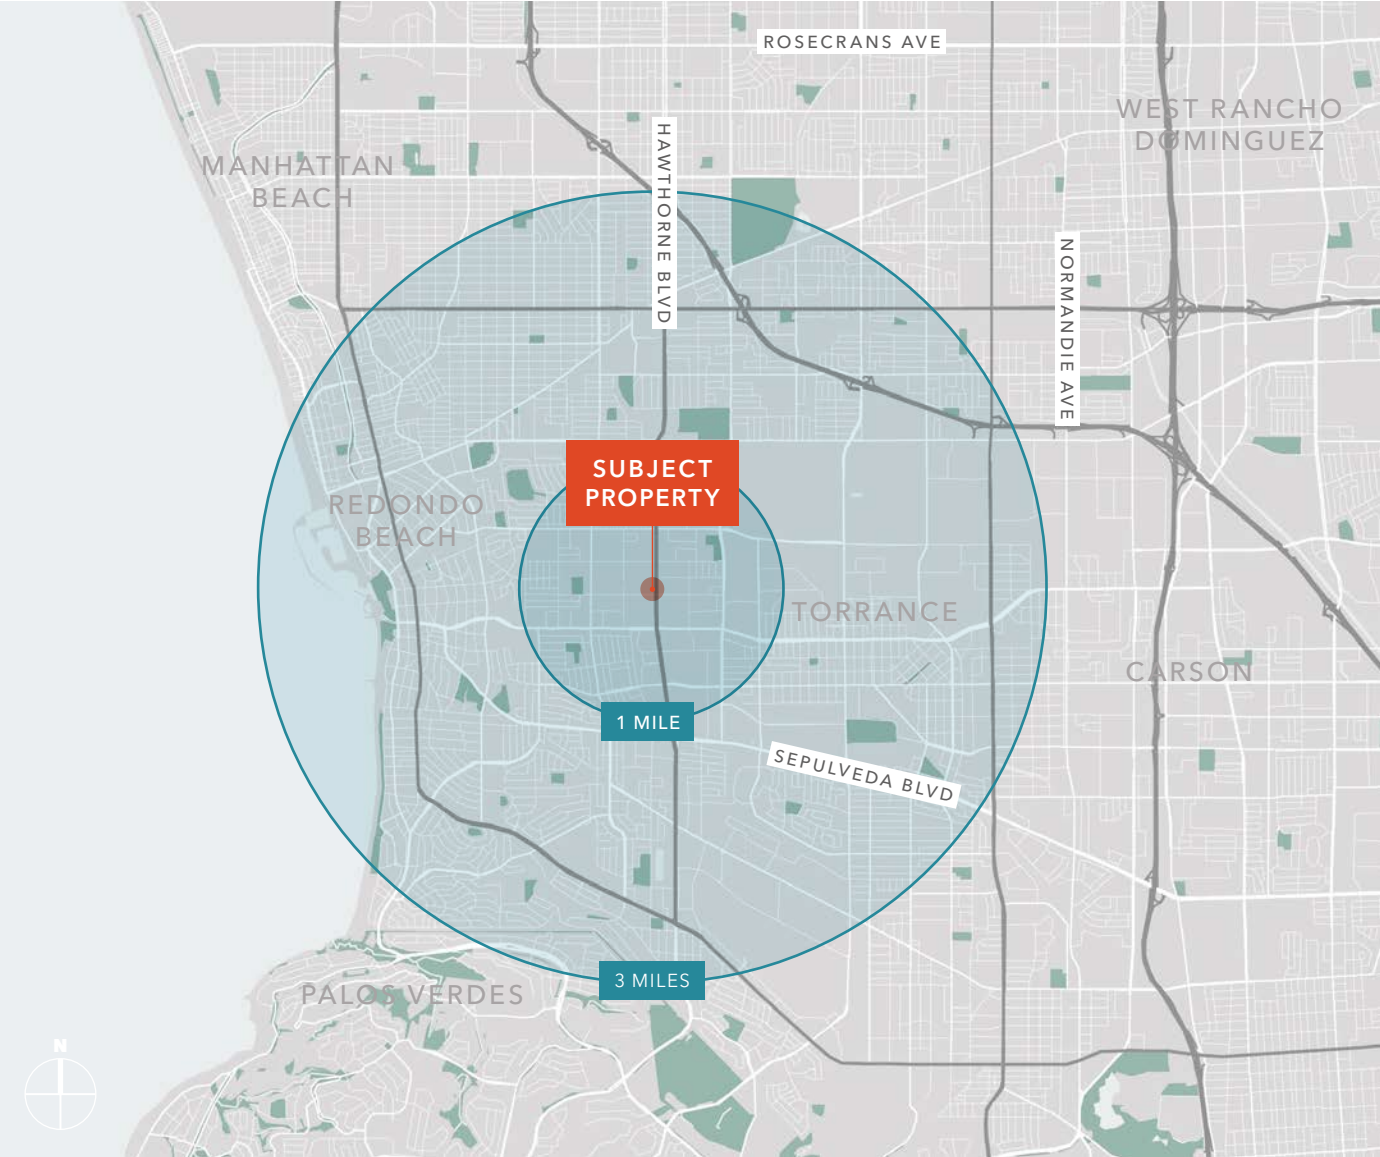 ROSECRANS AVE
WEST RANCHO
DOMINGUEZ
MANHATTAN
BEACH
HAWTHORNE BLVD
NORMANDIE AVE
SUBJECT
PROPERTY
REDONDO
BEACH
TORRANCE
CARSON
1 MILE
SEPULVEDA BLVD
3 MILES
PALOS VERDES
N